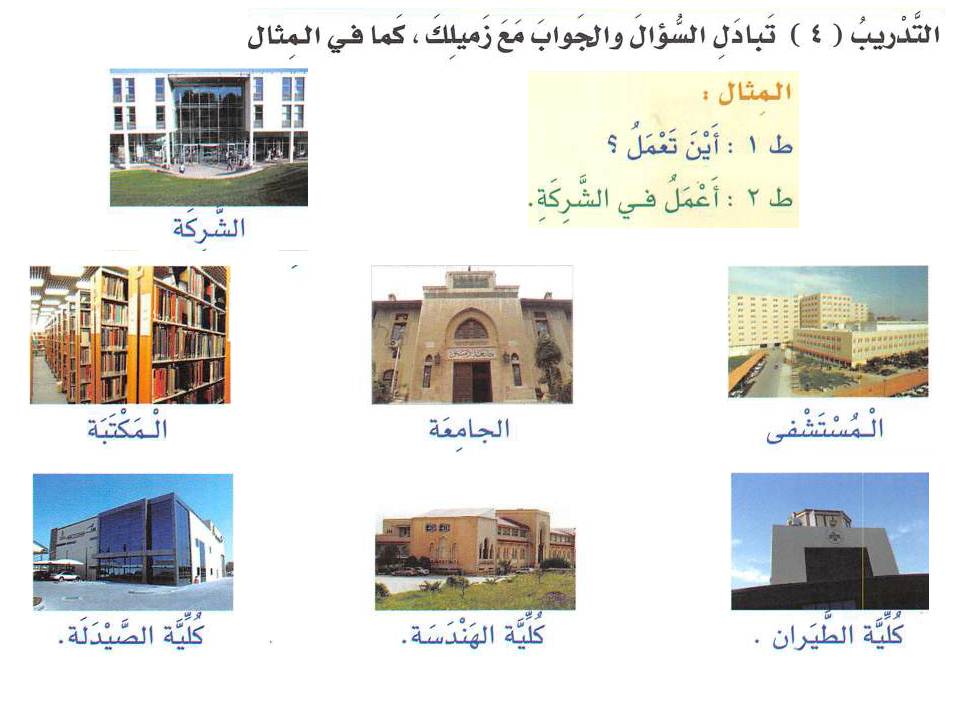 التَّدْريبُ ( ٤ ) تَبادَلِ السُّؤالَ والجَوابَ مَعَ زَميلِكَ ، كَما في المِثال
المِثال :
ط ١ : أَيْنَ تَعْمَلُ ؟
ط ٢ : أَعْمَلُ في الشَّرِكَةِ.
الشَّرِكَة
الْمُسْتَشْفى
الجامِعَة
الْمَكْتَبَة
كُلِّيَّة الطَّيَران .
كُلِّيَّة الهَنْدَسَة.
كُلِّيَّة الصَّيْدَلَة.